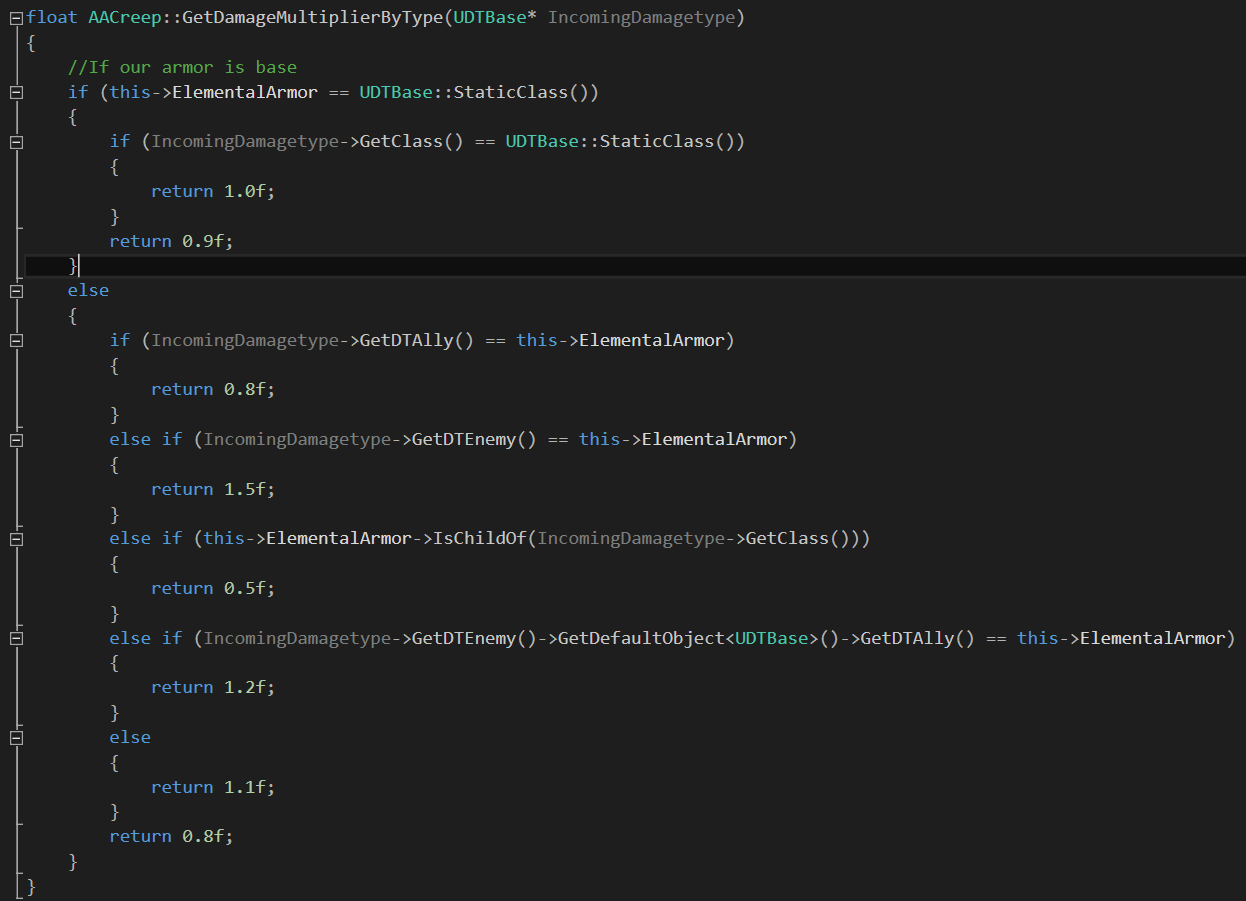 float AACreep::GetDamageMultiplierByType(UDTBase* IncomingDamagetype)
{
    //If our armor is base
    if (this->ElementalArmor == UDTBase::StaticClass())
    {
        if (IncomingDamagetype->GetClass() == UDTBase::StaticClass())
        {
            return 1.0f;
        }
        return 0.9f;
    }
    else
    {
        if (IncomingDamagetype->GetDTAlly() == this->ElementalArmor)
        {
            return 0.8f;
        }
        else if (IncomingDamagetype->GetDTEnemy() == this->ElementalArmor)
        {
            return 1.5f;
        }
        else if (this->ElementalArmor->IsChildOf(IncomingDamagetype->GetClass()))
        {
            return 0.5f;
        }
        else if (IncomingDamagetype->GetDTEnemy()->GetDefaultObject<UDTBase>()->GetDTAlly() == this->ElementalArmor)
        {
            return 1.2f;
        }
        else
        {
            return 1.1f;
        }
        return 0.8f;
    }
}